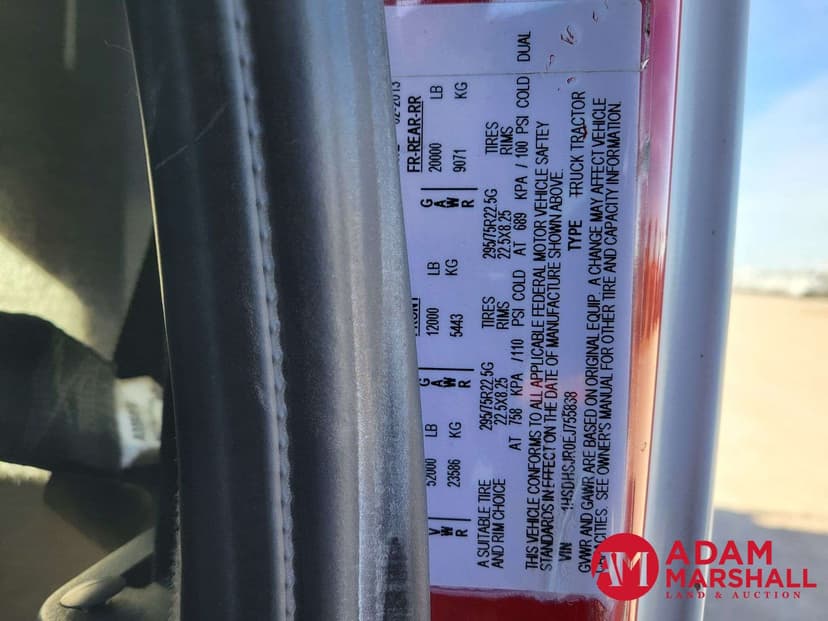 02-2013
FRONT
FR-REAR-RR
G A W R
12000 LB
5443 KG
G A W R
20000 LB
9071 KG
V W R
52000 LB
23586 KG
A SUITABLE TIRE
AND RIM CHOICE
295/75R22.5G TIRES
22.5X8.25 RIMS
AT 758 KPA /110 PSI COLD
295/75R22.5G TIRES
22.5X8.25 RIMS
AT 689 KPA /100 PSI COLD DUAL
THIS VEHICLE CONFORMS TO ALL APPLICABLE FEDERAL MOTOR VEHICLE SAFTEY
STANDARDS IN EFFECT ON THE DATE OF MANUFACTURE SHOWN ABOVE.
VIN 1HSDHSJR0EJ755838 TYPE TRUCK TRACTOR
GVWR AND GAWR ARE BASED ON ORIGINAL EQUIP. A CHANGE MAY AFFECT VEHICLE
CAPACITIES. SEE OWNER'S MANUAL FOR OTHER TIRE AND CAPACITY INFORMATION.
AM ADAM
MARSHALL
LAND & AUCTION